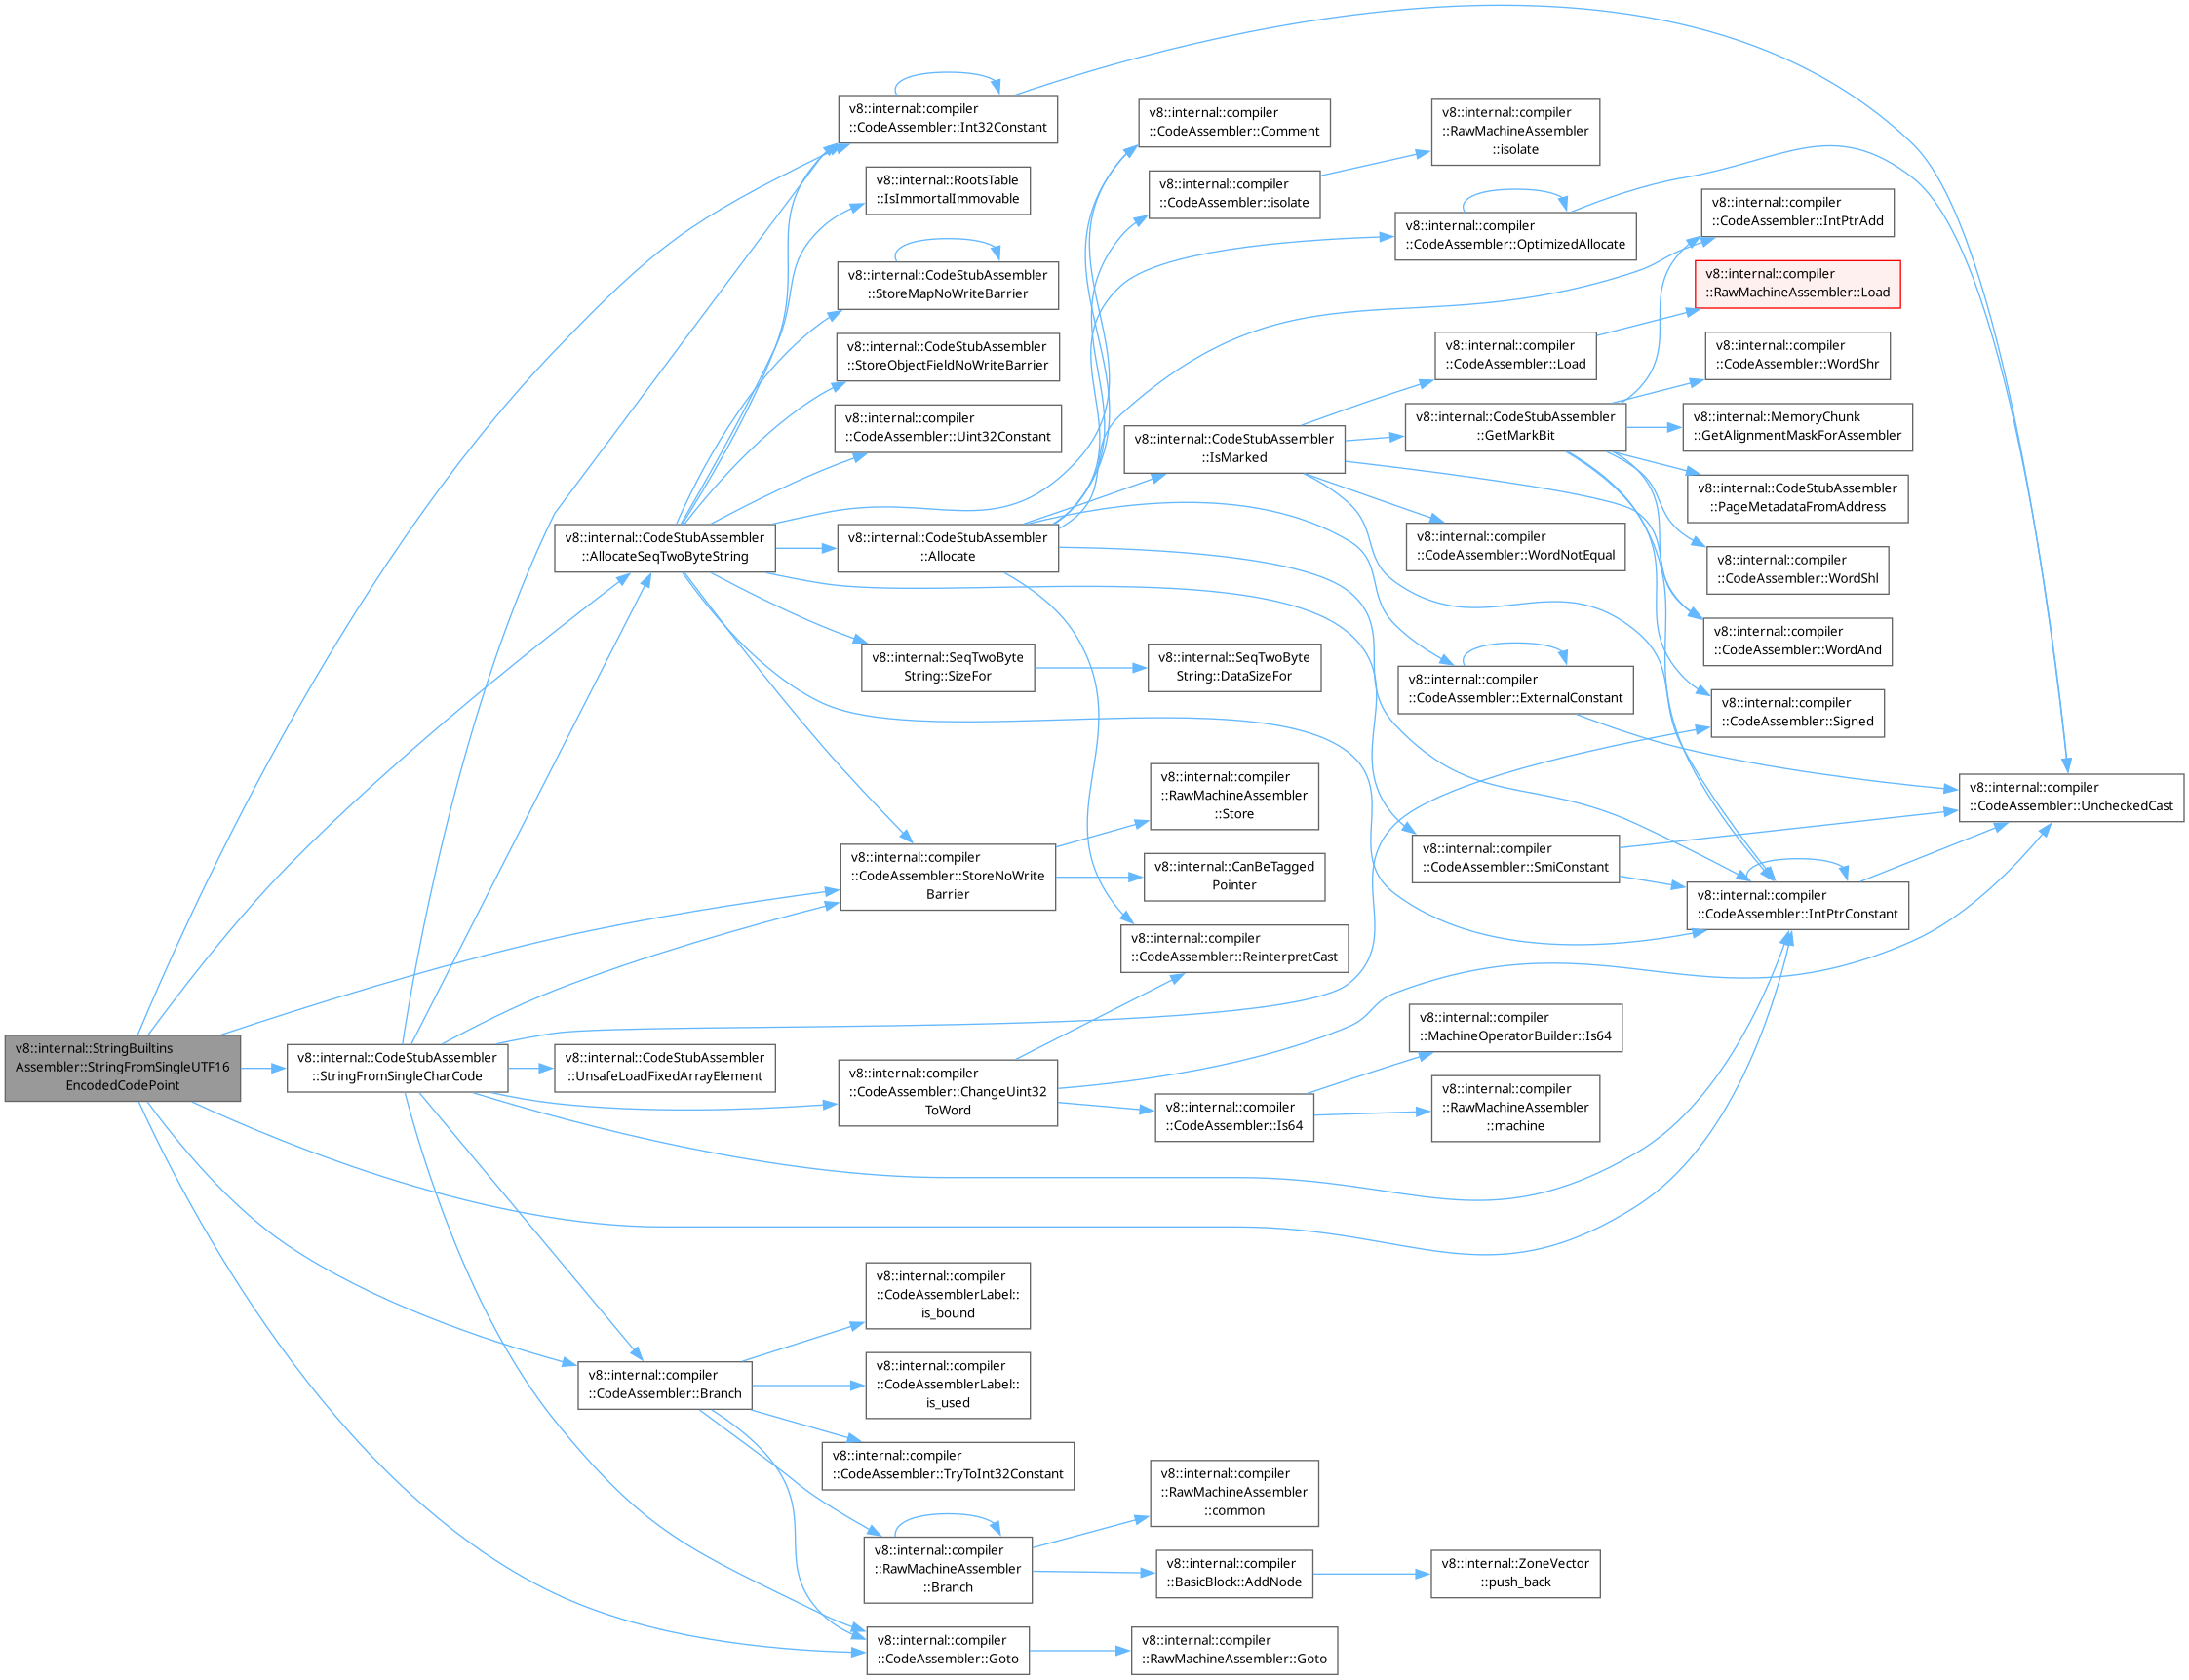 v8::internal::StringBuiltins
Assembler::StringFromSingleUTF16
EncodedCodePoint
v8::internal::CodeStubAssembler
::StringFromSingleCharCode
v8::internal::CodeStubAssembler
::AllocateSeqTwoByteString
v8::internal::CodeStubAssembler
::UnsafeLoadFixedArrayElement
v8::internal::compiler
::CodeAssembler::Branch
v8::internal::compiler
::CodeAssembler::Int32Constant
v8::internal::RootsTable
::IsImmortalImmovable
v8::internal::CodeStubAssembler
::StoreMapNoWriteBarrier
v8::internal::CodeStubAssembler
::StoreObjectFieldNoWriteBarrier
v8::internal::compiler
::CodeAssembler::Uint32Constant
v8::internal::CodeStubAssembler
::Allocate
v8::internal::SeqTwoByte
String::SizeFor
v8::internal::compiler
::CodeAssembler::StoreNoWrite
Barrier
v8::internal::compiler
::CodeAssembler::ChangeUint32
ToWord
v8::internal::compiler
::CodeAssemblerLabel::
is_bound
v8::internal::compiler
::CodeAssemblerLabel::
is_used
v8::internal::compiler
::CodeAssembler::TryToInt32Constant
v8::internal::compiler
::RawMachineAssembler
::Branch
v8::internal::compiler
::CodeAssembler::Goto
v8::internal::compiler
::CodeAssembler::Comment
v8::internal::compiler
::CodeAssembler::isolate
v8::internal::CodeStubAssembler
::IsMarked
v8::internal::SeqTwoByte
String::DataSizeFor
v8::internal::compiler
::RawMachineAssembler
::Store
v8::internal::CanBeTagged
Pointer
v8::internal::compiler
::CodeAssembler::ReinterpretCast
v8::internal::compiler
::CodeAssembler::Is64
v8::internal::compiler
::RawMachineAssembler
::common
v8::internal::compiler
::BasicBlock::AddNode
v8::internal::compiler
::RawMachineAssembler::Goto
v8::internal::compiler
::RawMachineAssembler
::isolate
v8::internal::compiler
::CodeAssembler::OptimizedAllocate
v8::internal::compiler
::CodeAssembler::Load
v8::internal::CodeStubAssembler
::GetMarkBit
v8::internal::compiler
::CodeAssembler::WordNotEqual
v8::internal::compiler
::CodeAssembler::ExternalConstant
v8::internal::compiler
::CodeAssembler::SmiConstant
v8::internal::compiler
::MachineOperatorBuilder::Is64
v8::internal::compiler
::RawMachineAssembler
::machine
v8::internal::ZoneVector
::push_back
v8::internal::compiler
::CodeAssembler::IntPtrAdd
v8::internal::compiler
::RawMachineAssembler::Load
v8::internal::compiler
::CodeAssembler::WordShr
v8::internal::MemoryChunk
::GetAlignmentMaskForAssembler
v8::internal::CodeStubAssembler
::PageMetadataFromAddress
v8::internal::compiler
::CodeAssembler::WordShl
v8::internal::compiler
::CodeAssembler::WordAnd
v8::internal::compiler
::CodeAssembler::Signed
v8::internal::compiler
::CodeAssembler::IntPtrConstant
v8::internal::compiler
::CodeAssembler::UncheckedCast